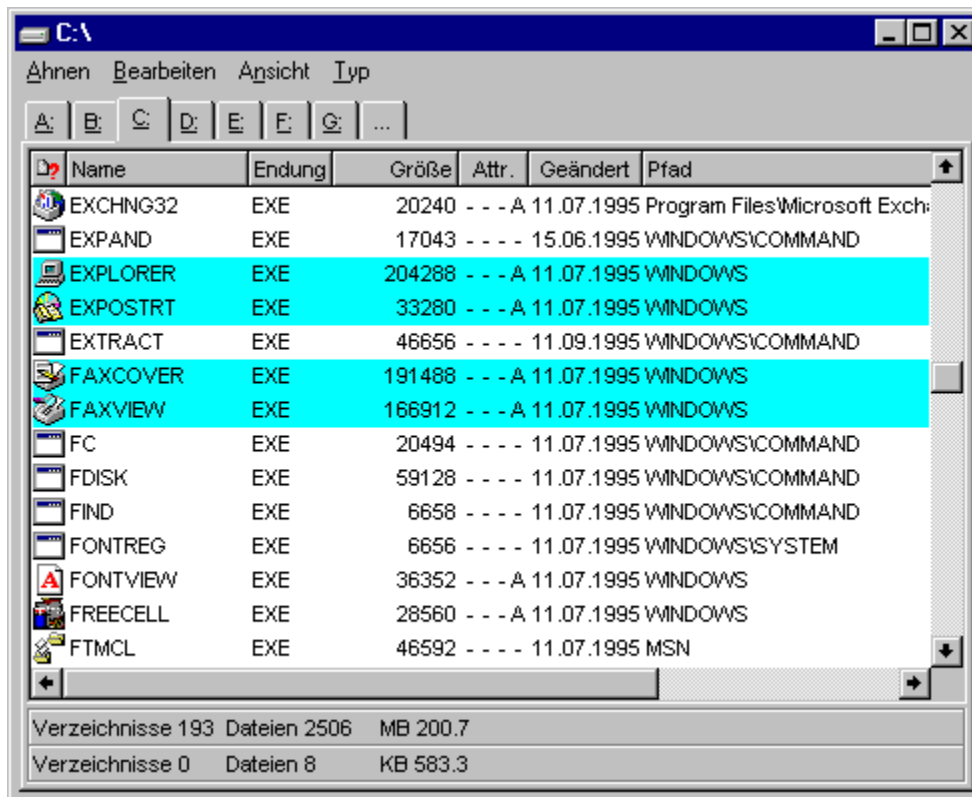 C:\
Ahnen Bearbeiten Ansicht Typ
A: B: C: D: E: F: G: ...
Name Endung Größe Attr. Geändert Pfad
EXCHNG32 EXE 20240 - - - A 11.07.1995 Program Files\Microsoft Excha
EXPAND EXE 17043 - - - - 15.06.1995 WINDOWS\COMMAND
EXPLORER EXE 204288 - - - A 11.07.1995 WINDOWS
EXPOSTRT EXE 33280 - - - A 11.07.1995 WINDOWS
EXTRACT EXE 46656 - - - - 11.09.1995 WINDOWS\COMMAND
FAXCOVER EXE 191488 - - - A 11.07.1995 WINDOWS
FAXVIEW EXE 166912 - - - A 11.07.1995 WINDOWS
FC EXE 20494 - - - - 11.07.1995 WINDOWS\COMMAND
FDISK EXE 59128 - - - - 11.07.1995 WINDOWS\COMMAND
FIND EXE 6658 - - - - 11.07.1995 WINDOWS\COMMAND
FONTREG EXE 6656 - - - - 11.07.1995 WINDOWS\SYSTEM
FONTVIEW EXE 36352 - - - A 11.07.1995 WINDOWS
FREECELL EXE 28560 - - - A 11.07.1995 WINDOWS
FTMCL EXE 46592 - - - - 11.07.1995 MSN
Verzeichnisse 193 Dateien 2506 MB 200.7
Verzeichnisse 0 Dateien 8 KB 583.3